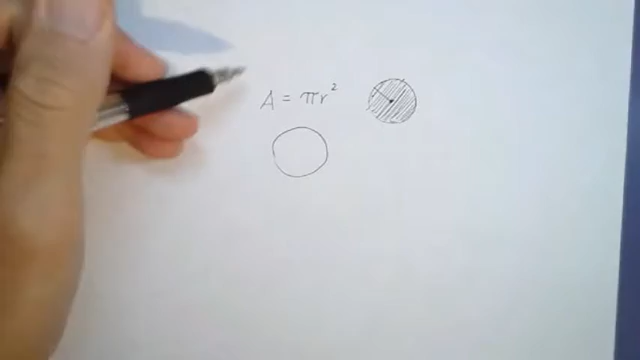 A = πr²